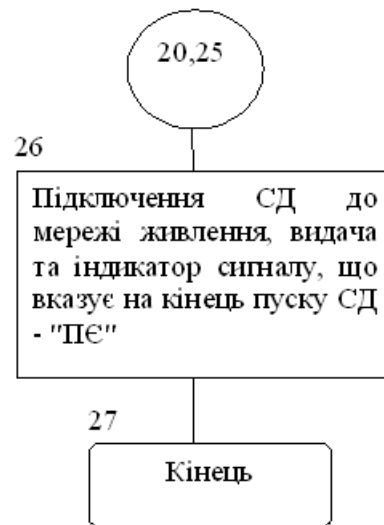 20,25
26
Підключення СД до
мережі живлення, видача
та індикатор сигналу, що
вказує на кінець пуску СД
- "ПЄ"
27
Кінець